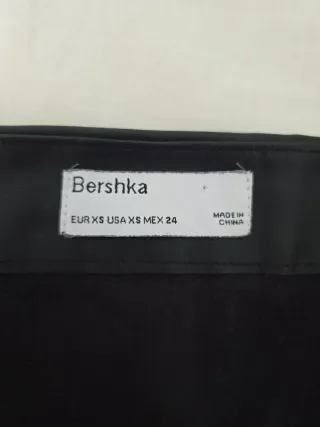 Bershka
EUR XS USA XS MEX 24
MADE IN
CHINA